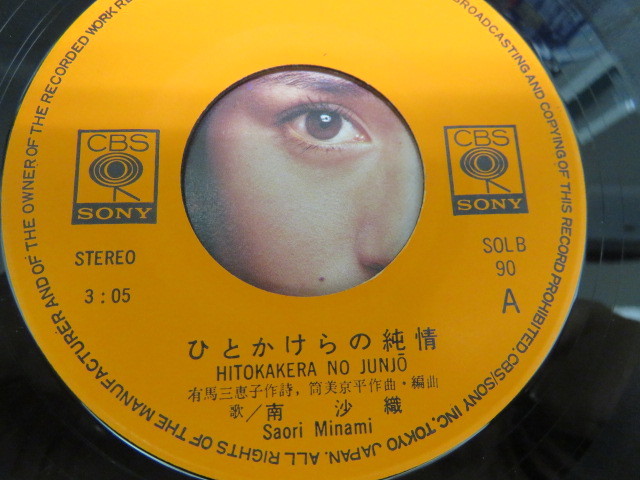 BROADCASTING AND COPYING OF THIS RECORD PROHIBITED. CBS/SONY INC. TOKYO JAPAN. ALL RIGHTS OF THE MANUFACTURER AND OF THE OWNER OF THE RECORDED WORK RE
CBS
SONY
CBS
SONY
STEREO
3:05
SOLB
90
A
ひとかけらの純情
HITOKAKERA NO JUNJŌ
有馬三恵子作詩，筒美京平作曲・編曲
歌／南 沙織
Saori Minami